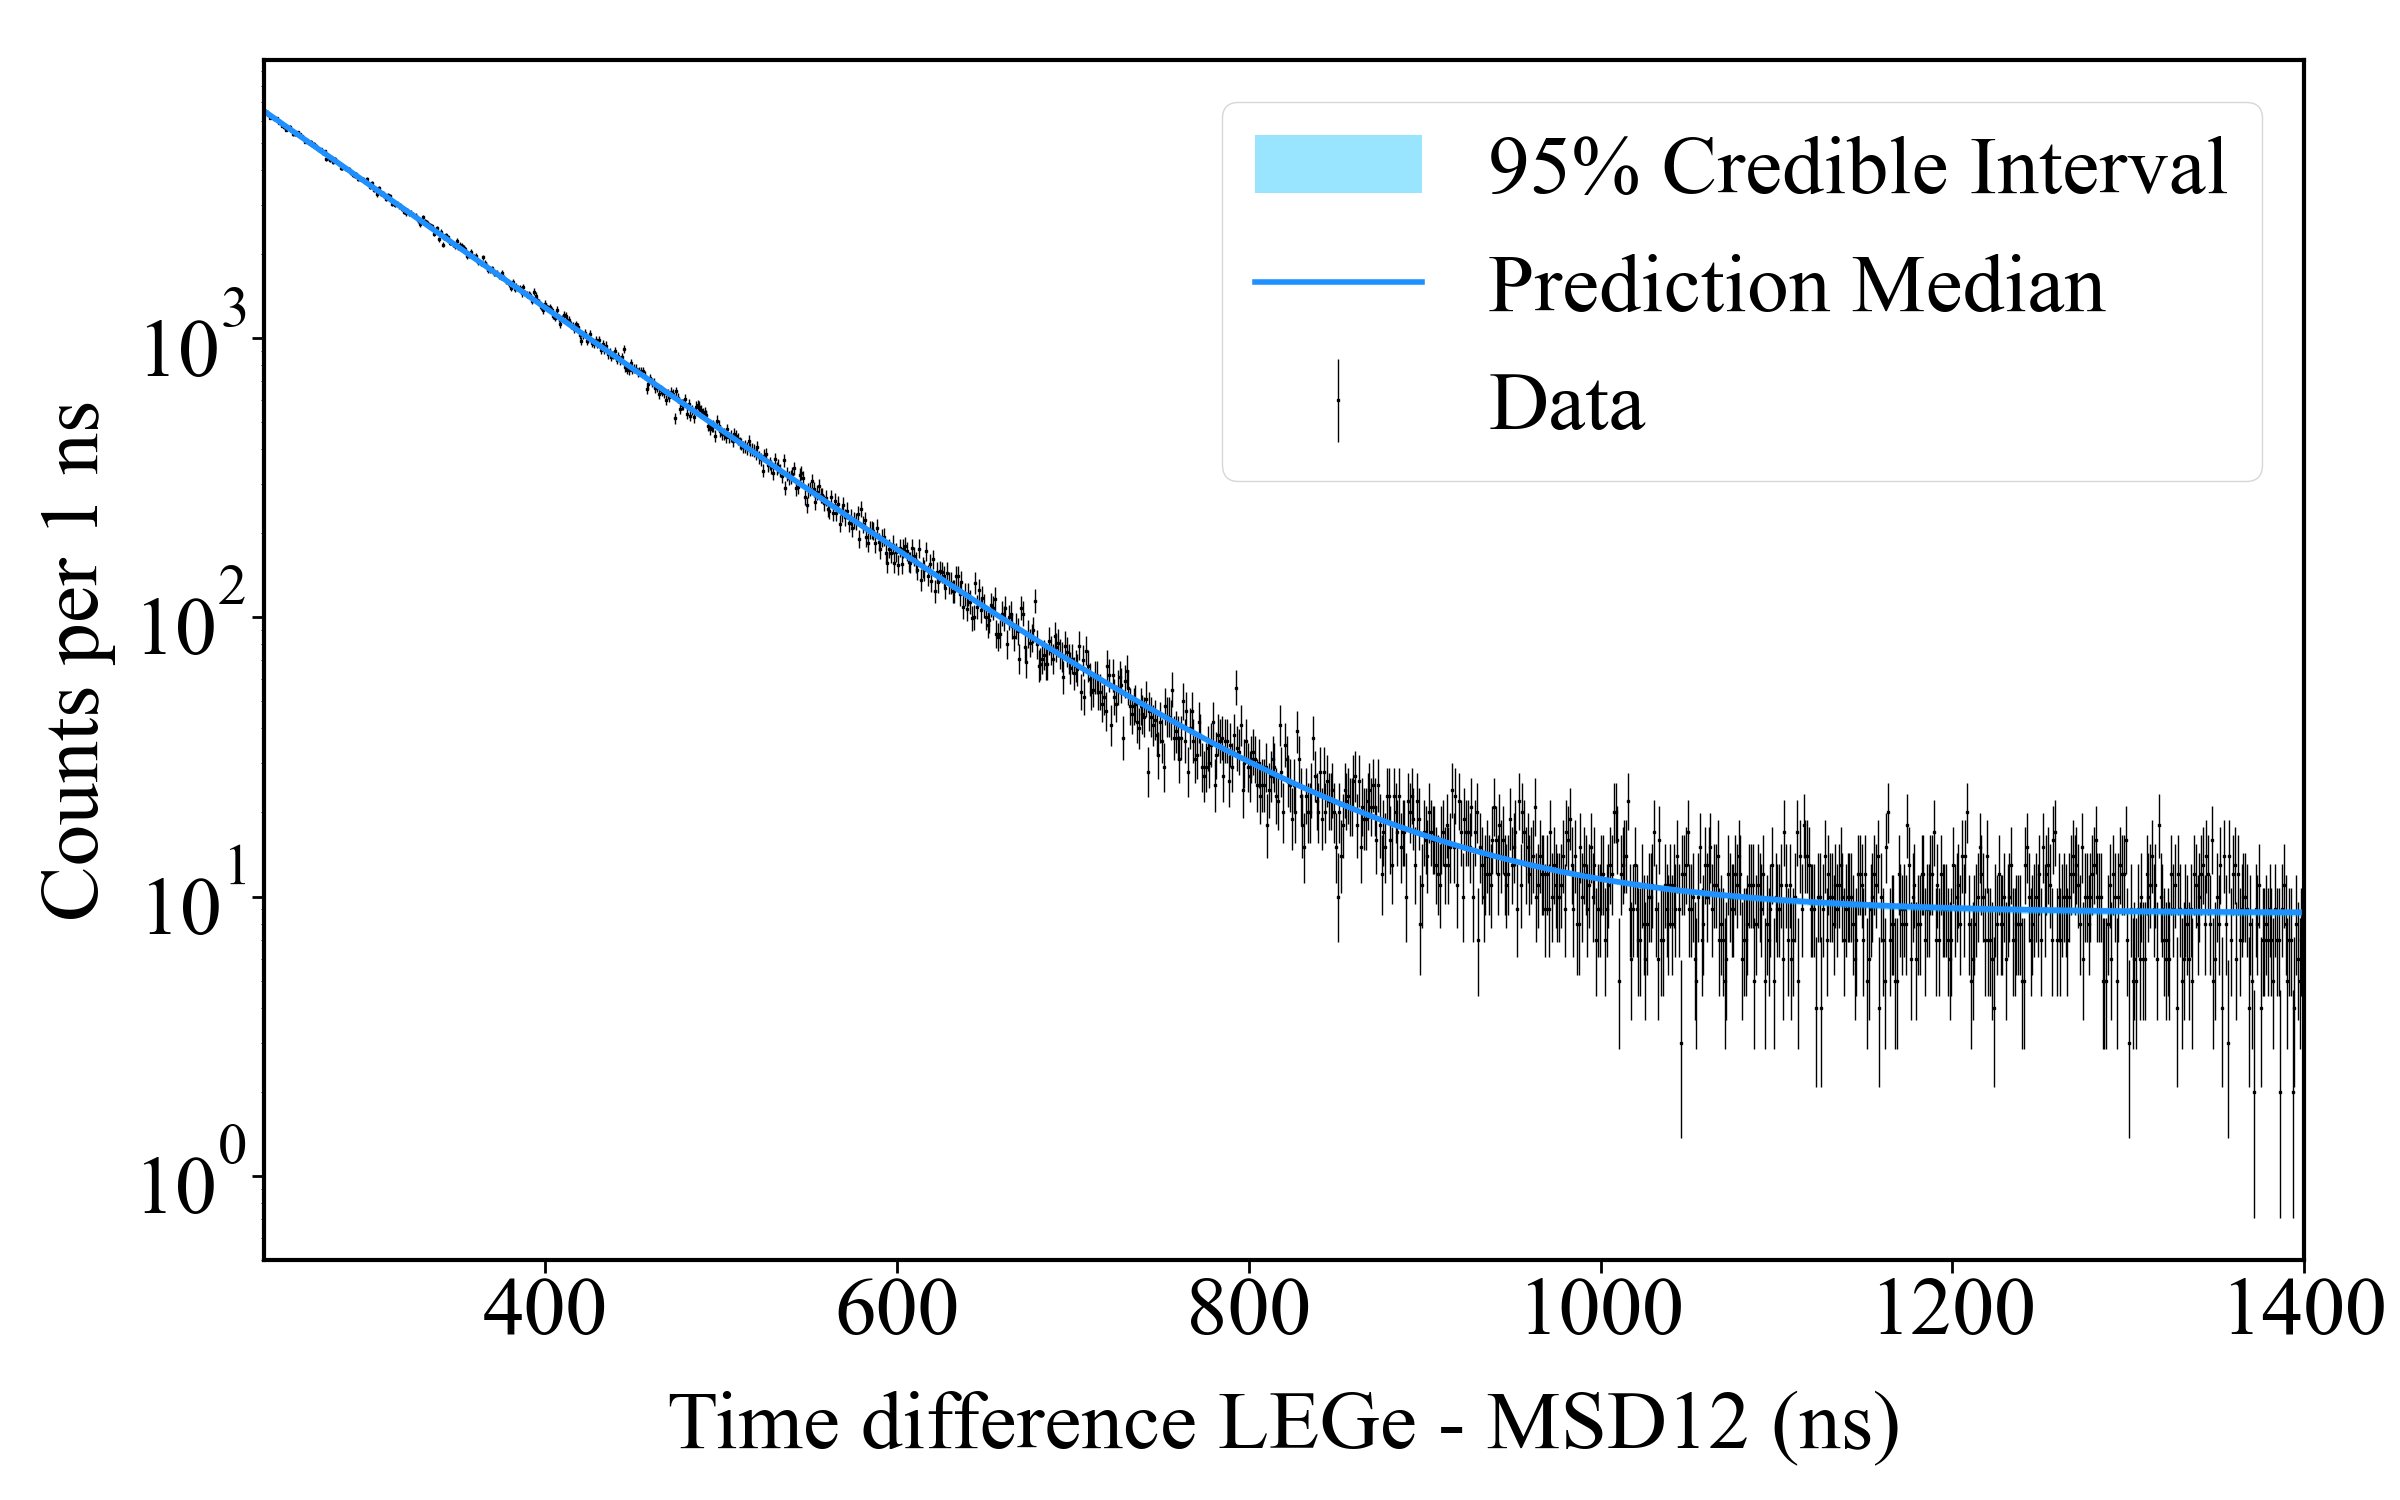 95% Credible Interval
Prediction Median
Data
10^3
10^2
10^1
10^0
Counts per 1 ns
400 600 800 1000 1200 1400
Time difference LEGe - MSD12 (ns)